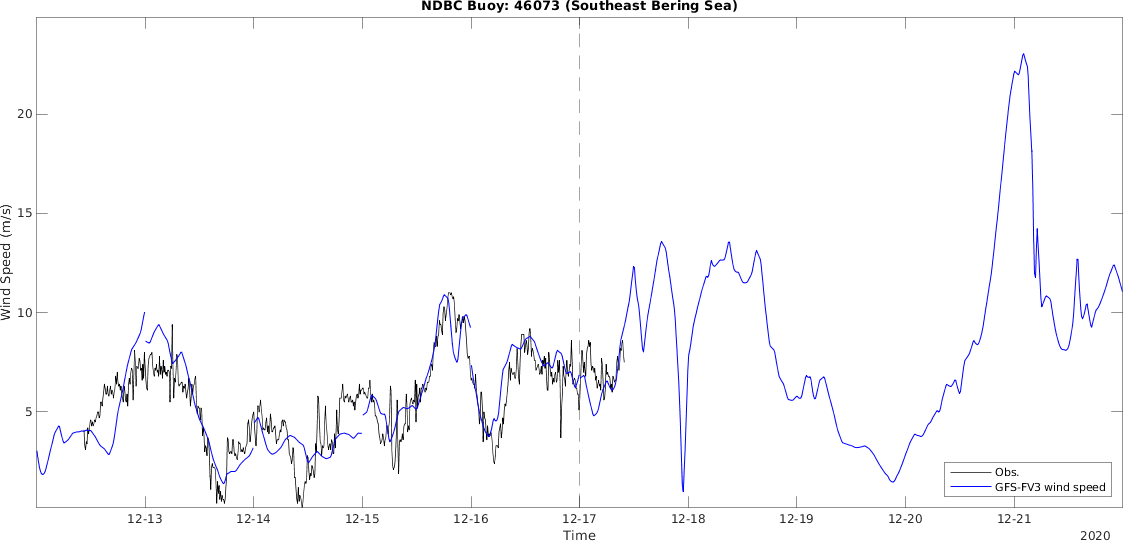 NDBC Buoy: 46073 (Southeast Bering Sea)
Wind Speed (m/s)
20
15
10
5
Obs.
GFS-FV3 wind speed
12-13 12-14 12-15 12-16 12-17 12-18 12-19 12-20 12-21
Time
2020